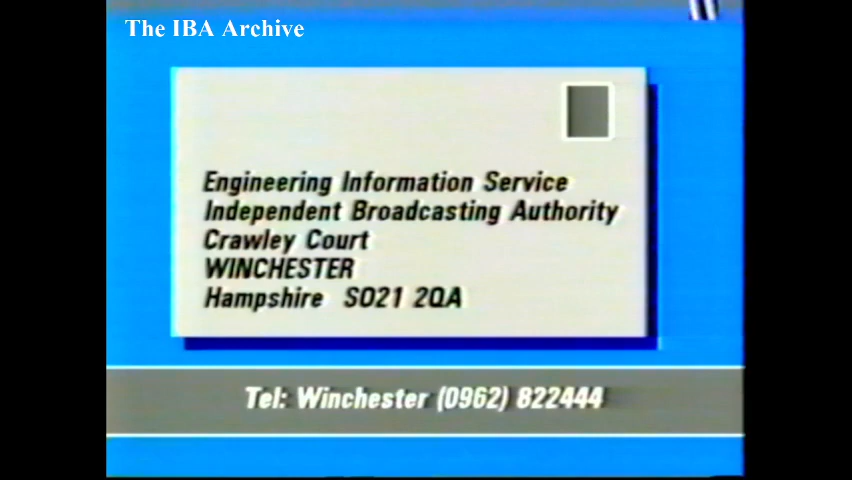 The IBA Archive
Engineering Information Service
Independent Broadcasting Authority
Crawley Court
WINCHESTER
Hampshire SO21 2QA
Tel: Winchester (0962) 822444